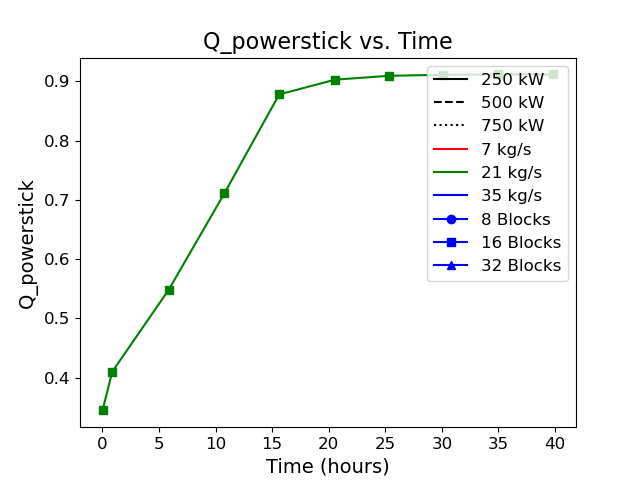 Q_powerstick vs. Time
Q_powerstick
0.9
0.8
0.7
0.6
0.5
0.4
250 kW
500 kW
750 kW
7 kg/s
21 kg/s
35 kg/s
8 Blocks
16 Blocks
32 Blocks
0 5 10 15 20 25 30 35 40
Time (hours)